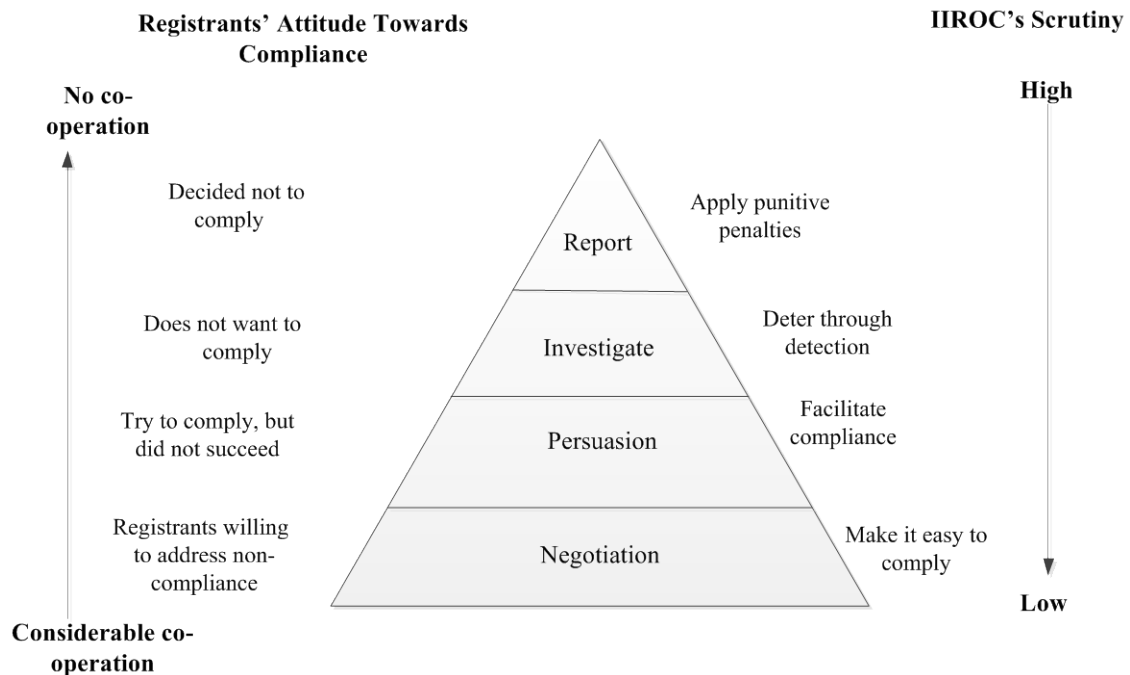 Registrants' Attitude Towards
Compliance
IIROC's Scrutiny
No co-
operation
High
Decided not to
comply
Report
Apply punitive
penalties
Does not want to
comply
Investigate
Deter through
detection
Try to comply, but
did not succeed
Persuasion
Facilitate
compliance
Registrants willing
to address non-
compliance
Negotiation
Make it easy to
comply
Low
Considerable co-
operation